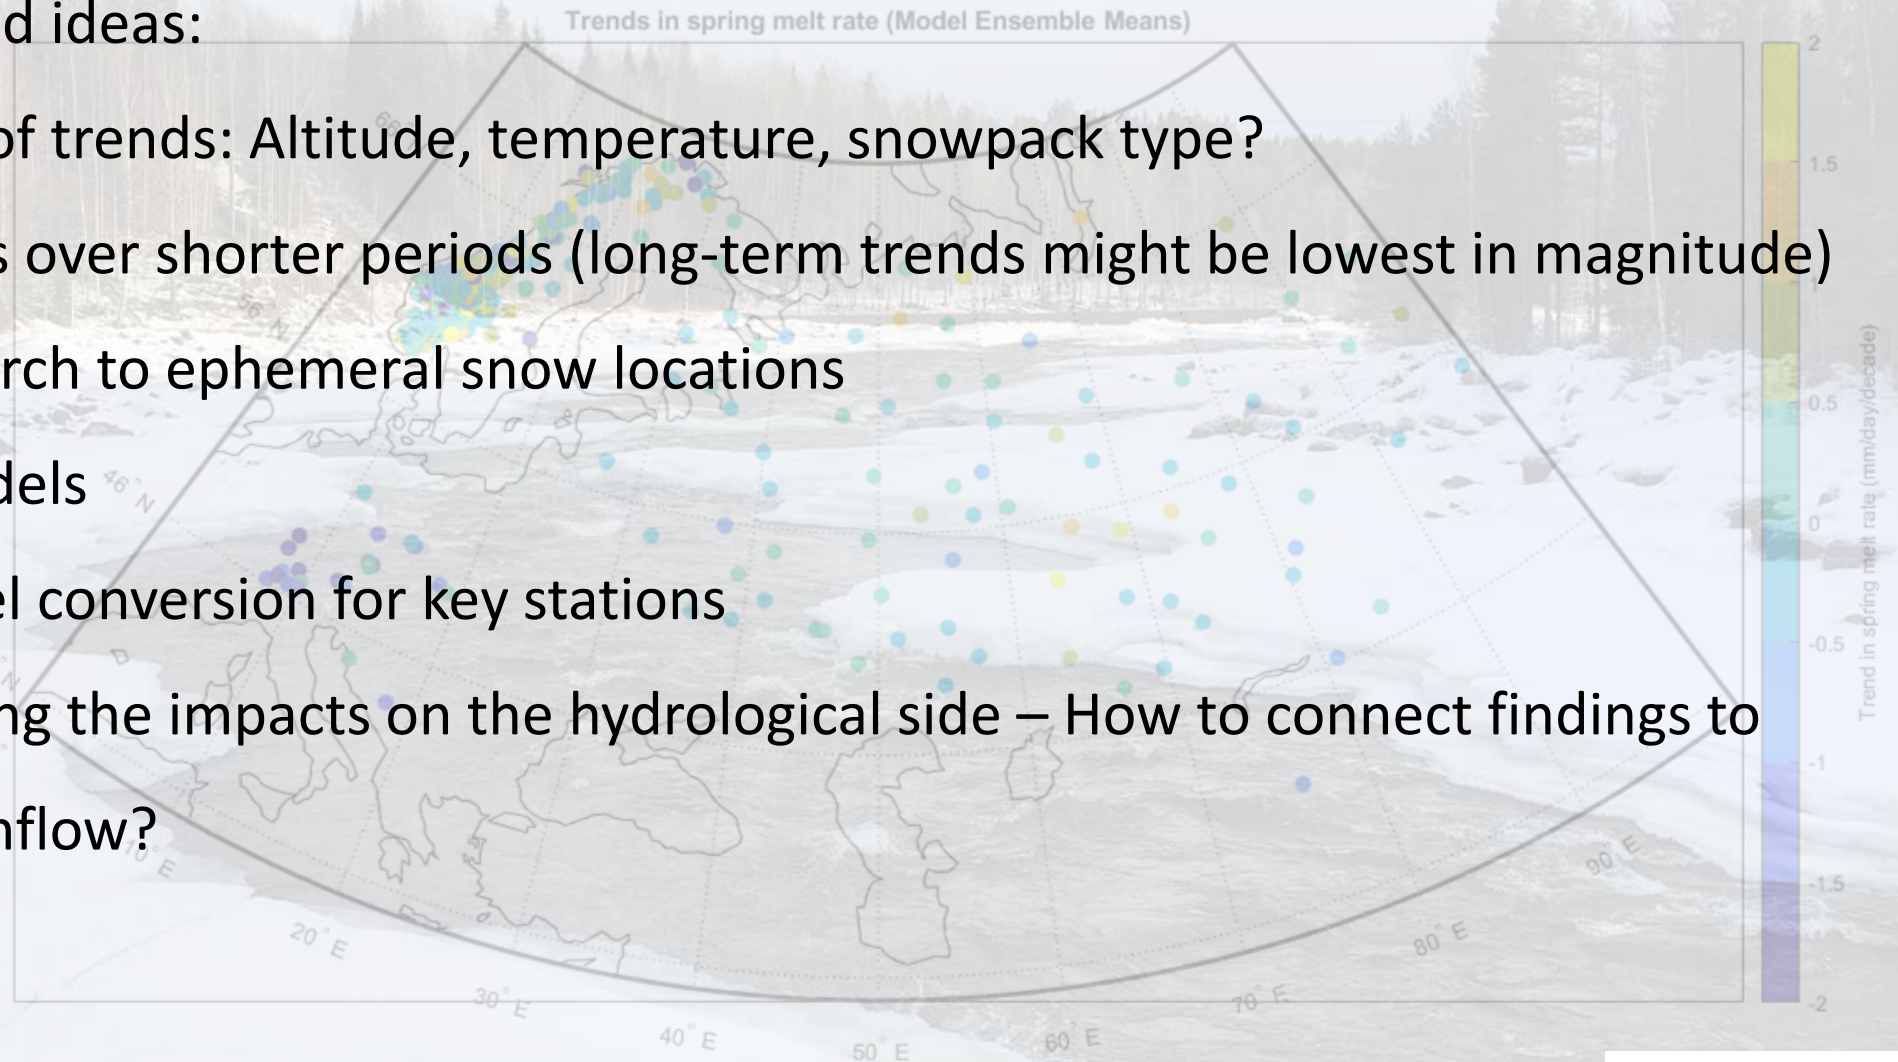 Trends in spring melt rate (Model Ensemble Means)
d ideas:
of trends: Altitude, temperature, snowpack type?
s over shorter periods (long-term trends might be lowest in magnitude)
rch to ephemeral snow locations
dels
el conversion for key stations
ng the impacts on the hydrological side – How to connect findings to
nflow?
56°N
46°N
10°E
20°E
30°E
40°E
50°E
60°E
70°E
80°E
90°E
2
1.5
1
0.5
0
-0.5
-1
-1.5
-2
Trend in spring melt rate (mm/day/decade)